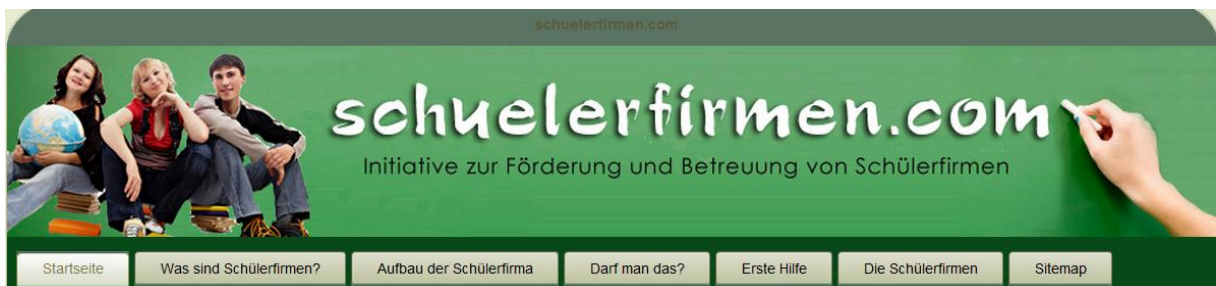 schuelerfirmen.com
schuelerfirmen.com
Initiative zur Förderung und Betreuung von Schülerfirmen
Startseite Was sind Schülerfirmen? Aufbau der Schülerfirma Darf man das? Erste Hilfe Die Schülerfirmen Sitemap